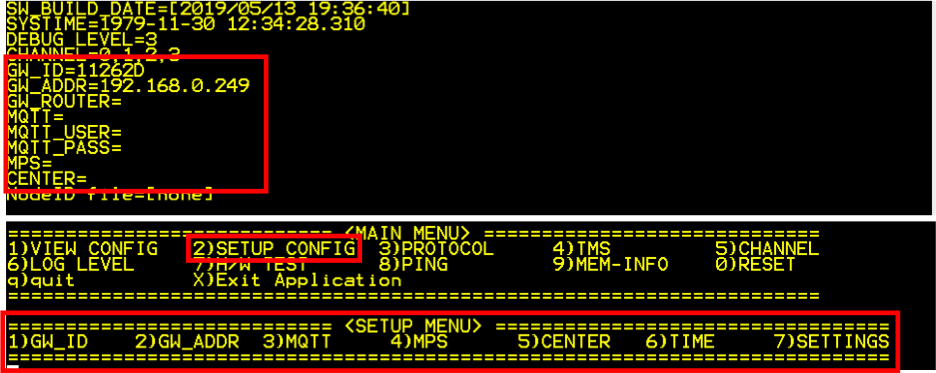 SW_BUILD_DATE=[2019/05/13 19:36:40]
SYSTIME=1979-11-30 12:34:28.310
DEBUG_LEVEL=3
CHANNEL=0,1,2,3
GW_ID=11262D
GW_ADDR=192.168.0.249
GW_ROUTER=
MQTT=
MQTT_USER=
MQTT_PASS=
MPS=
CENTER=
NodeID file=[none]
============================ <MAIN MENU> =============================
1)VIEW CONFIG 2)SETUP CONFIG 3)PROTOCOL 4)TMS 5)CHANNEL
6)LOG LEVEL 7)H/W TEST 8)PING 9)MEM-INFO 0)RESET
q)quit X)Exit Application
======================================================================
============================ <SETUP MENU> ==================================
1)GW_ID 2)GW_ADDR 3)MQTT 4)MPS 5)CENTER 6)TIME 7)SETTINGS
============================================================================